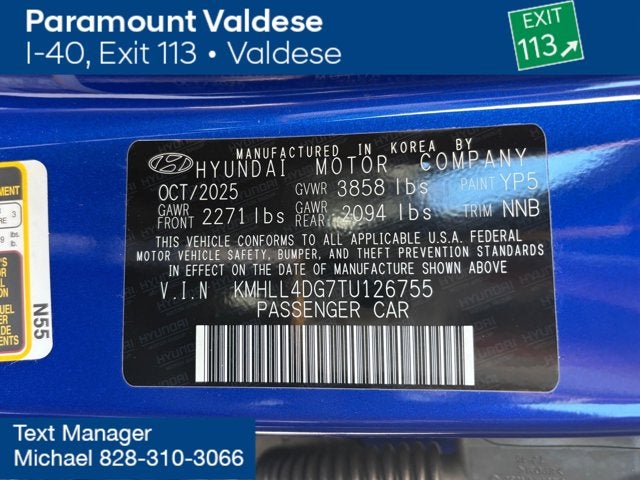 Paramount Valdese
I-40, Exit 113 • Valdese
EXIT
113
MANUFACTURED IN KOREA BY
HYUNDAI MOTOR COMPANY
OCT/2025 GVWR 3858 lbs PAINT YP5
GAWR FRONT 2271 lbs GAWR REAR 2094 lbs TRIM NNB
THIS VEHICLE CONFORMS TO ALL APPLICABLE U.S.A. FEDERAL
MOTOR VEHICLE SAFETY, BUMPER, AND THEFT PREVENTION STANDARDS
IN EFFECT ON THE DATE OF MANUFACTURE SHOWN ABOVE
V.I.N KMHLL4DG7TU126755
PASSENGER CAR
N55
Text Manager
Michael 828-310-3066